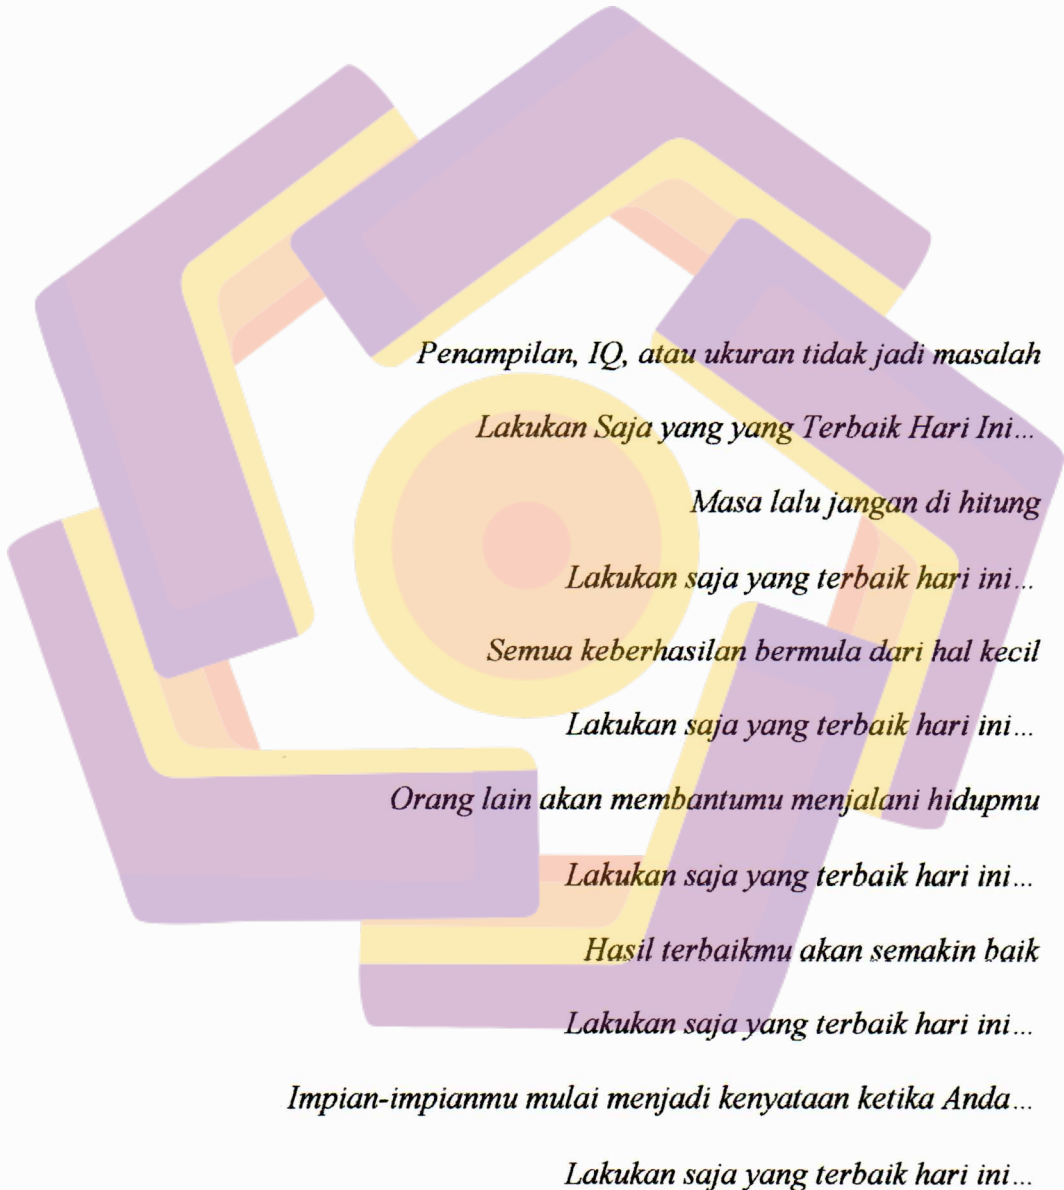 Penampilan, IQ, atau ukuran tidak jadi masalah
Lakukan Saja yang yang Terbaik Hari Ini...
Masa lalu jangan di hitung
Lakukan saja yang terbaik hari ini...
Semua keberhasilan bermula dari hal kecil
Lakukan saja yang terbaik hari ini...
Orang lain akan membantumu menjalani hidupmu
Lakukan saja yang terbaik hari ini...
Hasil terbaikmu akan semakin baik
Lakukan saja yang terbaik hari ini...
Impian-impianmu mulai menjadi kenyataan ketika Anda...
Lakukan saja yang terbaik hari ini...